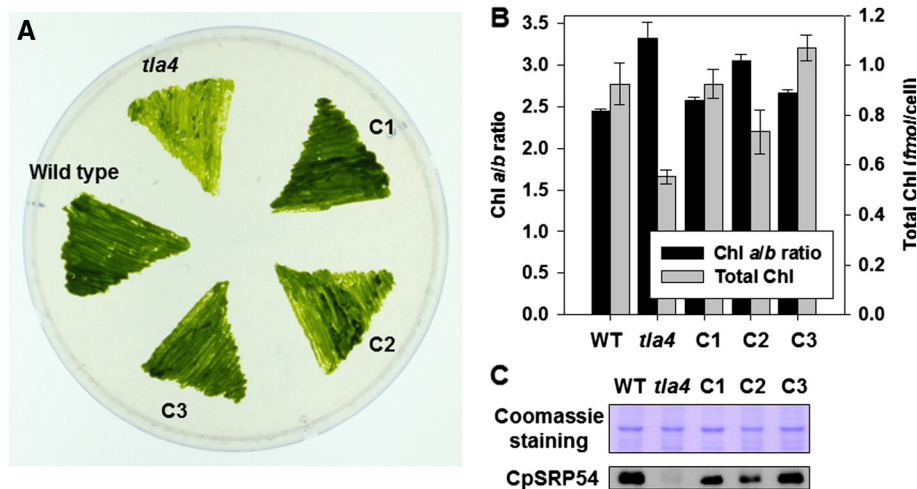 A
tla4
C1
Wild type
C2
C3
B
3.5
3.0
2.5
2.0
1.5
1.0
0.5
0.0
Chl a/b ratio
1.2
1.0
0.8
0.6
0.4
0.2
0.0
Total Chl (fmol/cell)
Chl a/b ratio
Total Chl
WT tla4 C1 C2 C3
C
WT tla4 C1 C2 C3
Coomassie
staining
CpSRP54